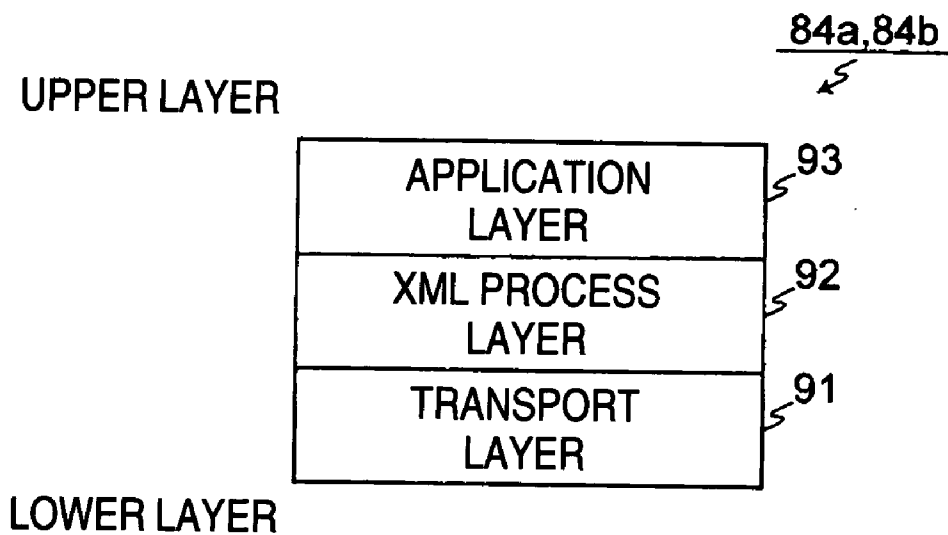 84a,84b
UPPER LAYER
APPLICATION
LAYER
93
XML PROCESS
LAYER
92
TRANSPORT
LAYER
91
LOWER LAYER